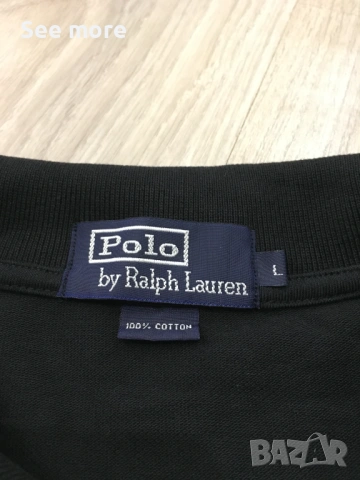 See more
Polo
by Ralph Lauren
L
100% COTTON
BAZAR